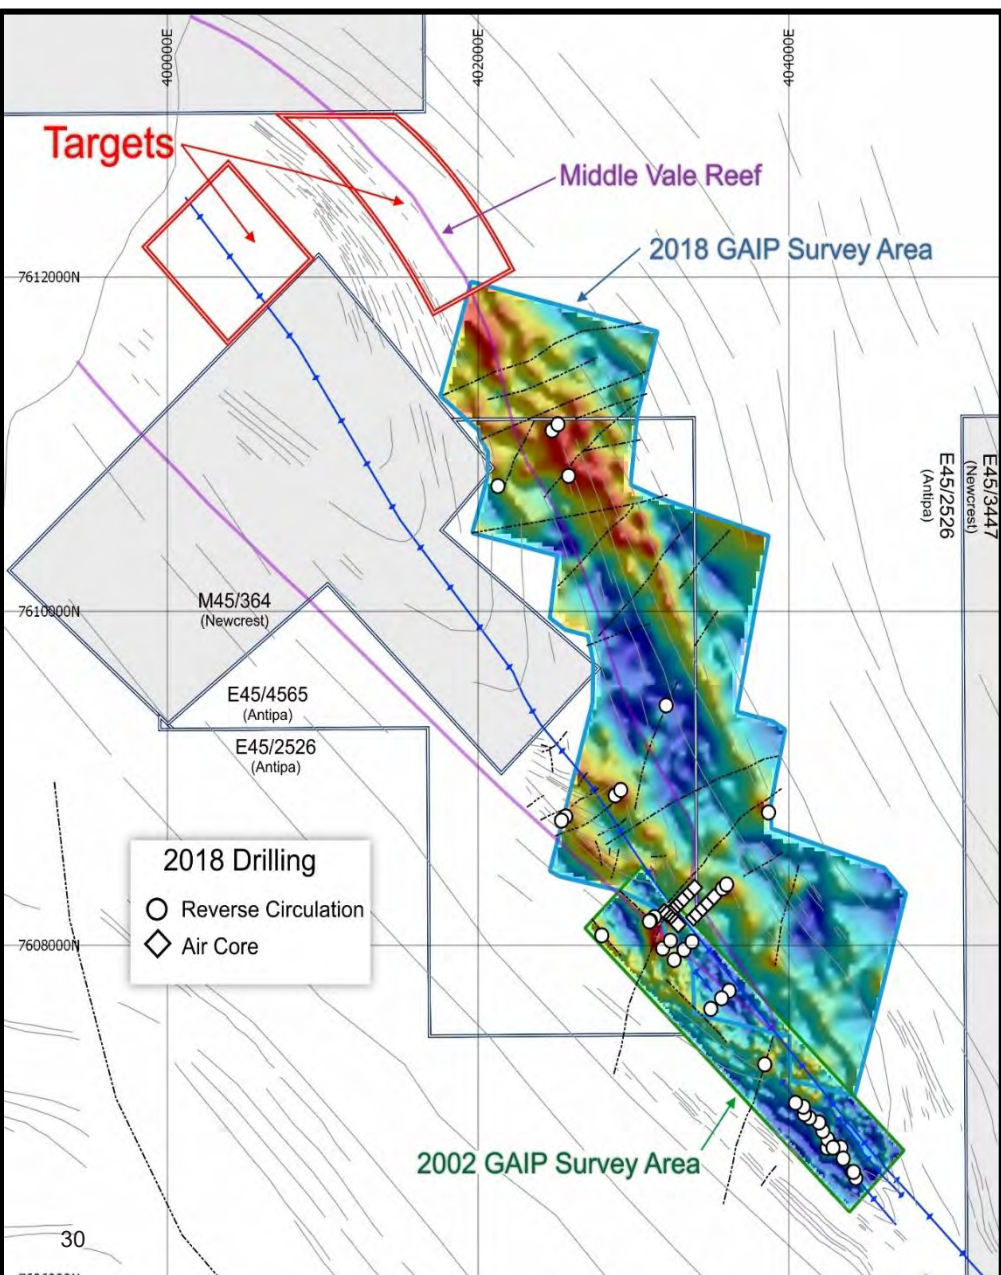 400000E
402000E
404000E
Targets
Middle Vale Reef
2018 GAIP Survey Area
7612000N
E45/3447
(Newcrest)
E45/2526
(Antipa)
M45/364
(Newcrest)
7610000N
E45/4565
(Antipa)
E45/2526
(Antipa)
2018 Drilling
Reverse Circulation
Air Core
7608000N
2002 GAIP Survey Area
30